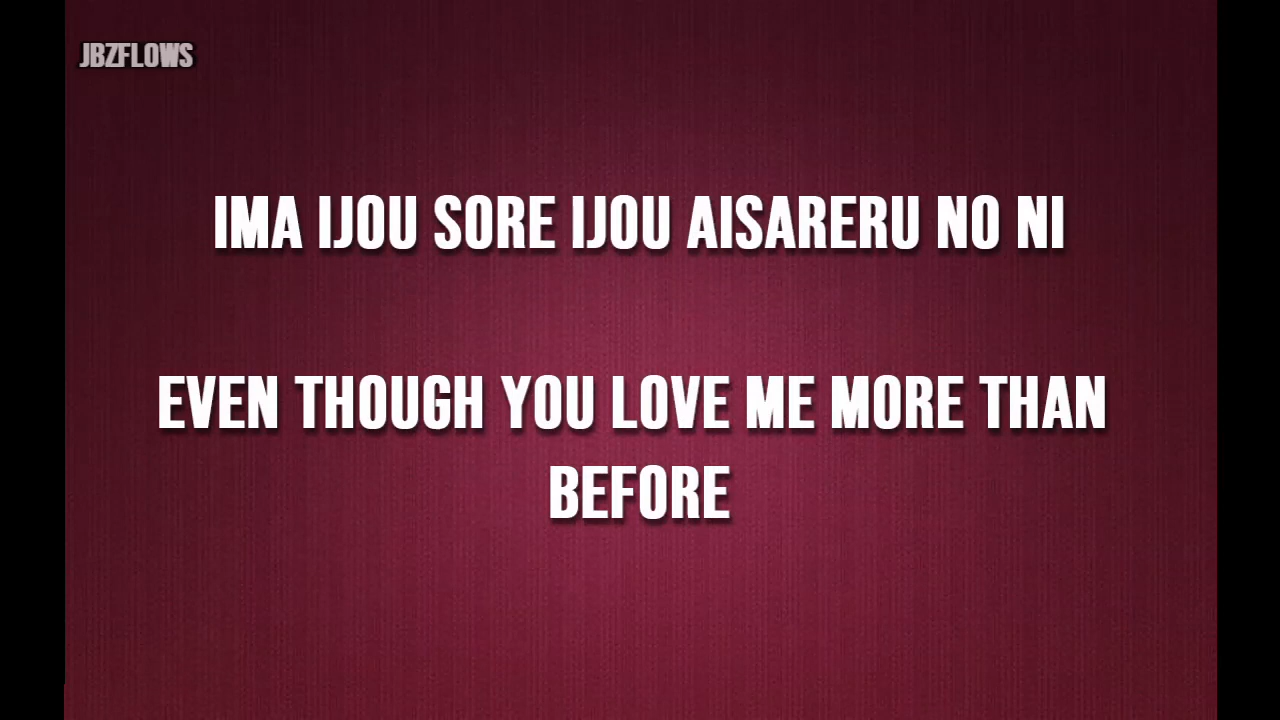 JBZFLOWS
IMA IJOU SORE IJOU AISARERU NO NI
EVEN THOUGH YOU LOVE ME MORE THAN
BEFORE